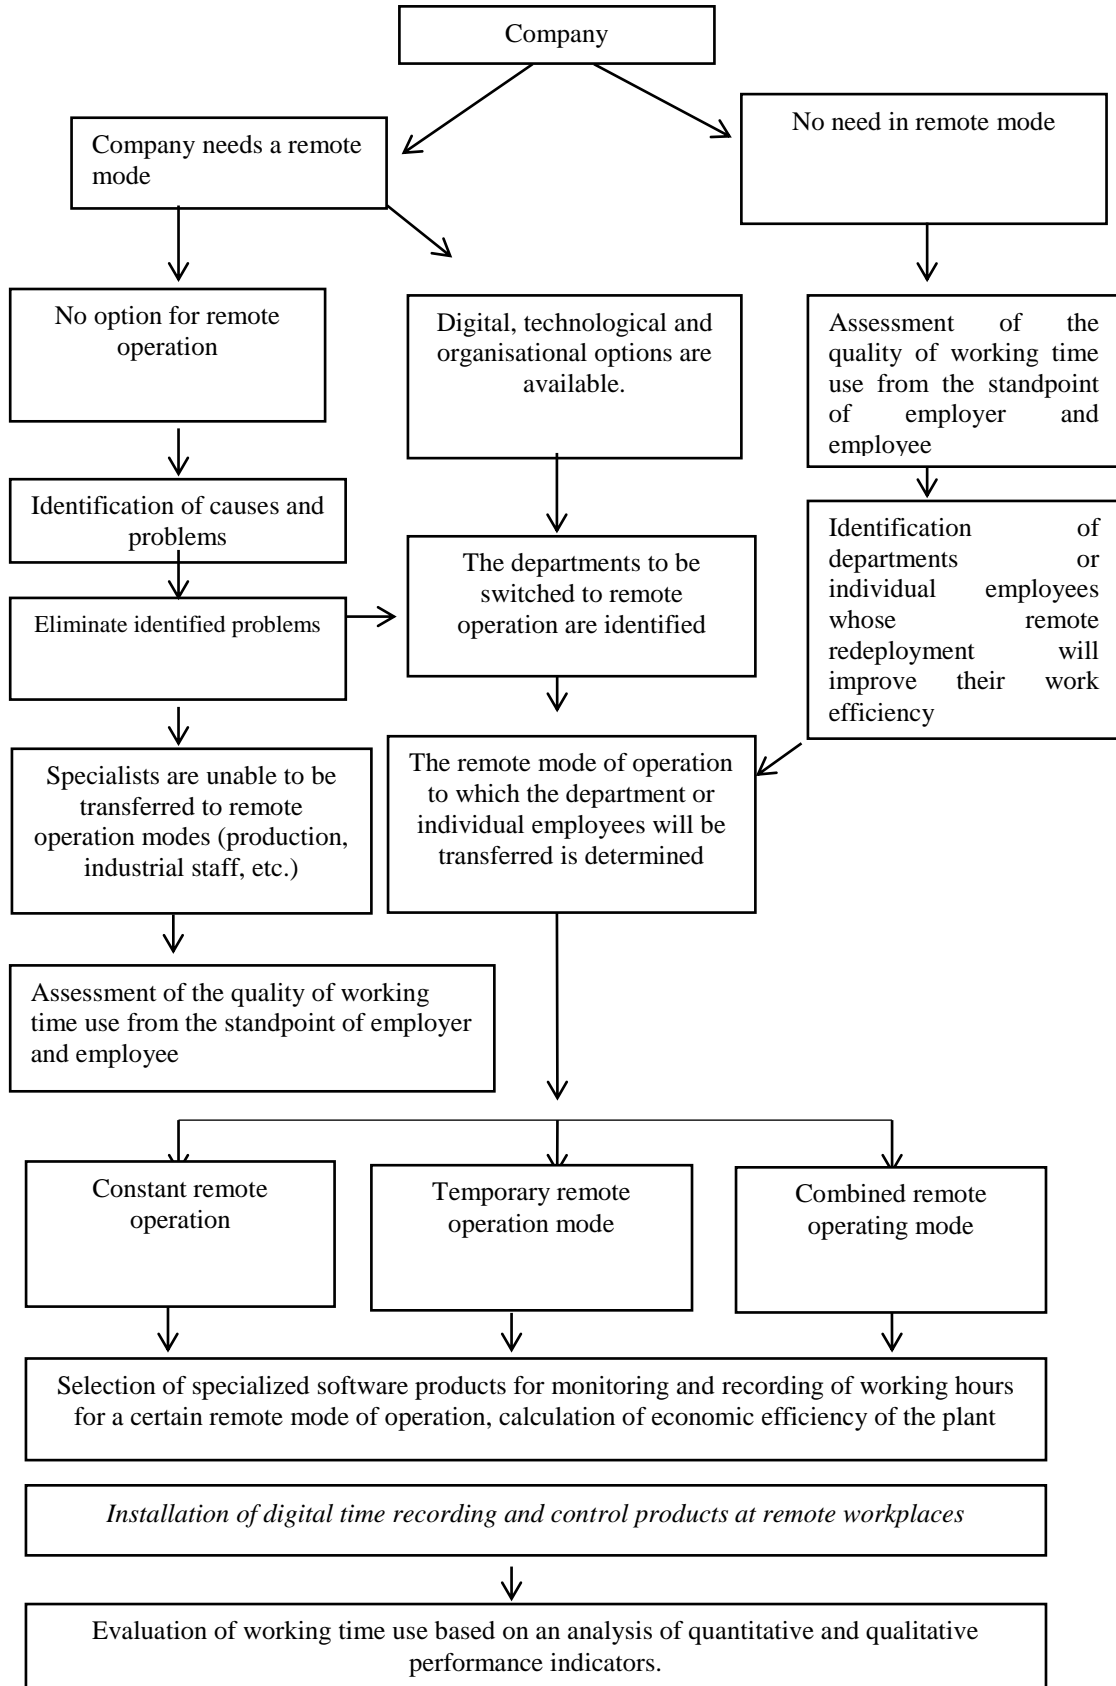 Company
Company needs a remote
mode
No need in remote mode
No option for remote
operation
Digital, technological and
organisational options are
available.
Assessment of the
quality of working time
use from the standpoint
of employer and
employee
Identification of causes and
problems
The departments to be
switched to remote
operation are identified
Identification of
departments or
individual employees
whose remote
redeployment will
improve their work
efficiency
Eliminate identified problems
Specialists are unable to be
transferred to remote
operation modes (production,
industrial staff, etc.)
The remote mode of operation
to which the department or
individual employees will be
transferred is determined
Assessment of the quality of working
time use from the standpoint of employer
and employee
Constant remote
operation
Temporary remote
operation mode
Combined remote
operating mode
Selection of specialized software products for monitoring and recording of working hours
for a certain remote mode of operation, calculation of economic efficiency of the plant
Installation of digital time recording and control products at remote workplaces
Evaluation of working time use based on an analysis of quantitative and qualitative
performance indicators.